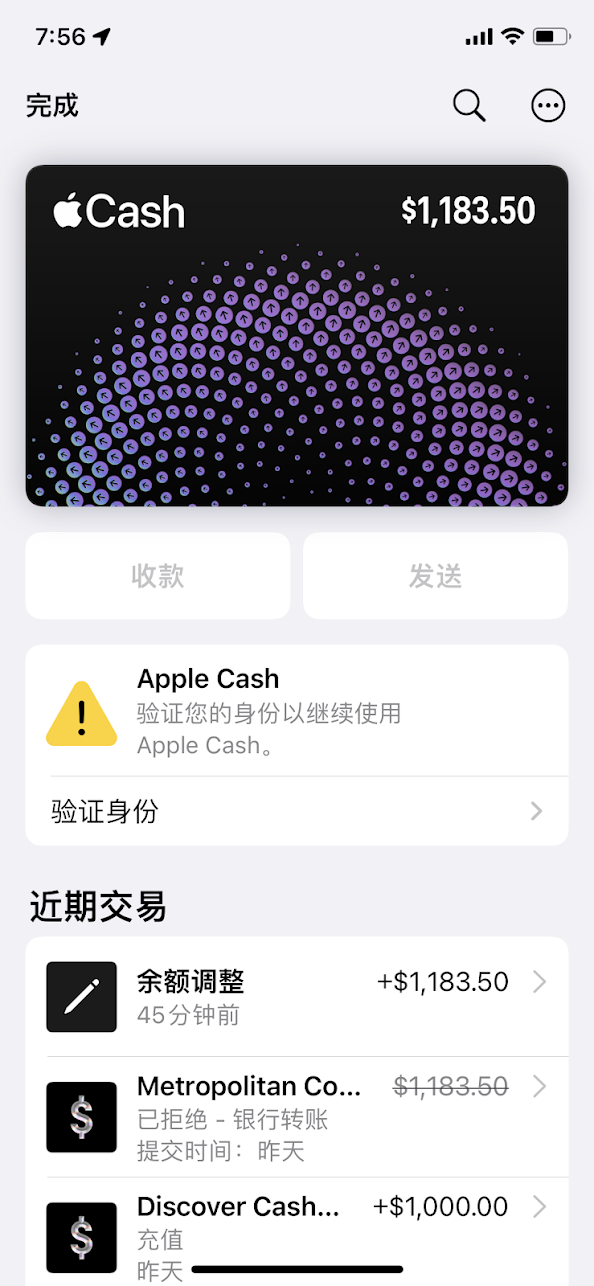 7:56
完成
Cash
$1,183.50
收款
发送
Apple Cash
验证您的身份以继续使用
Apple Cash。
验证身份
近期交易
余额调整
+$1,183.50
45分钟前
Metropolitan Co...
$1,183.50
已拒绝 - 银行转账
提交时间：昨天
$
Discover Cash...
+$1,000.00
充值
$
昨天